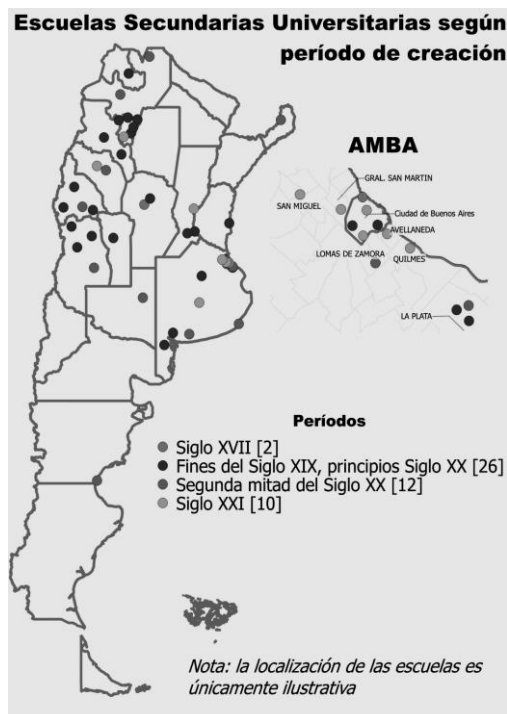 Escuelas Secundarias Universitarias según
período de creación
AMBA
GRAL. SAN MARTIN
SAN MIGUEL
Ciudad de Buenos Aires
AVELLANEDA
LOMAS DE ZAMORA
QUILMES
LA PLATA
Períodos
Siglo XVII [2]
Fines del Siglo XIX, principios Siglo XX [26]
Segunda mitad del Siglo XX [12]
Siglo XXI [10]
Nota: la localización de las escuelas es
únicamente ilustrativa